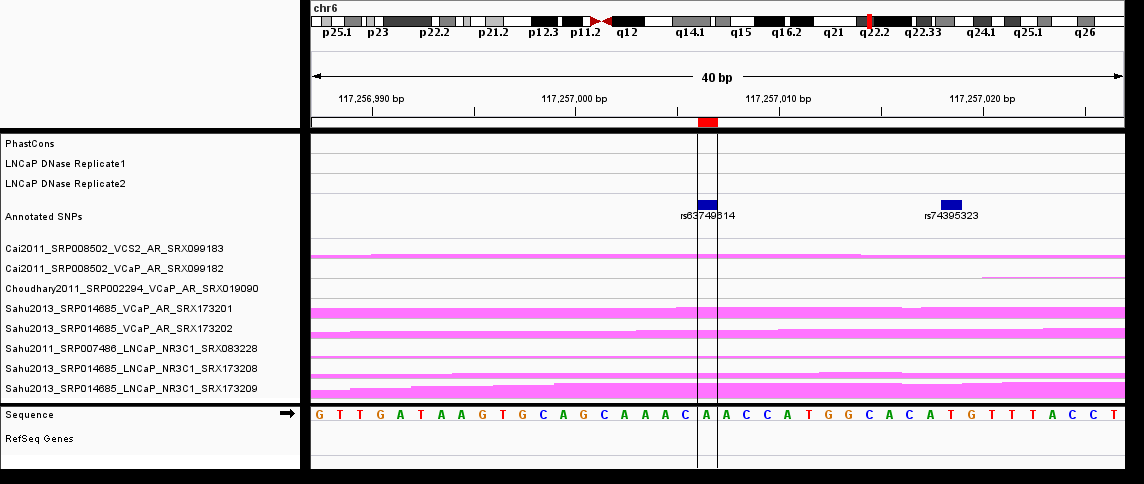 chr6
p25.1 p23 p22.2 p21.2 p12.3 p11.2 q12 q14.1 q15 q16.2 q21 q22.2 q22.33 q24.1 q25.1 q26
40 bp
117,256,990 bp 117,257,000 bp 117,257,010 bp 117,257,020 bp
PhastCons
LNCaP DNase Replicate1
LNCaP DNase Replicate2
Annotated SNPs
rs63749614 rs74395323
Cai2011_SRP008502_VCS2_AR_SRX099183
Cai2011_SRP008502_VCaP_AR_SRX099182
Choudhary2011_SRP002294_VCaP_AR_SRX019090
Sahu2013_SRP014685_VCaP_AR_SRX173201
Sahu2013_SRP014685_VCaP_AR_SRX173202
Sahu2011_SRP007486_LNCaP_NR3C1_SRX083228
Sahu2013_SRP014685_LNCaP_NR3C1_SRX173208
Sahu2013_SRP014685_LNCaP_NR3C1_SRX173209
Sequence G T T G A T A A G T G C A G C A A A C A A C C A T G G C A C A T G T T T A C C T
RefSeq Genes